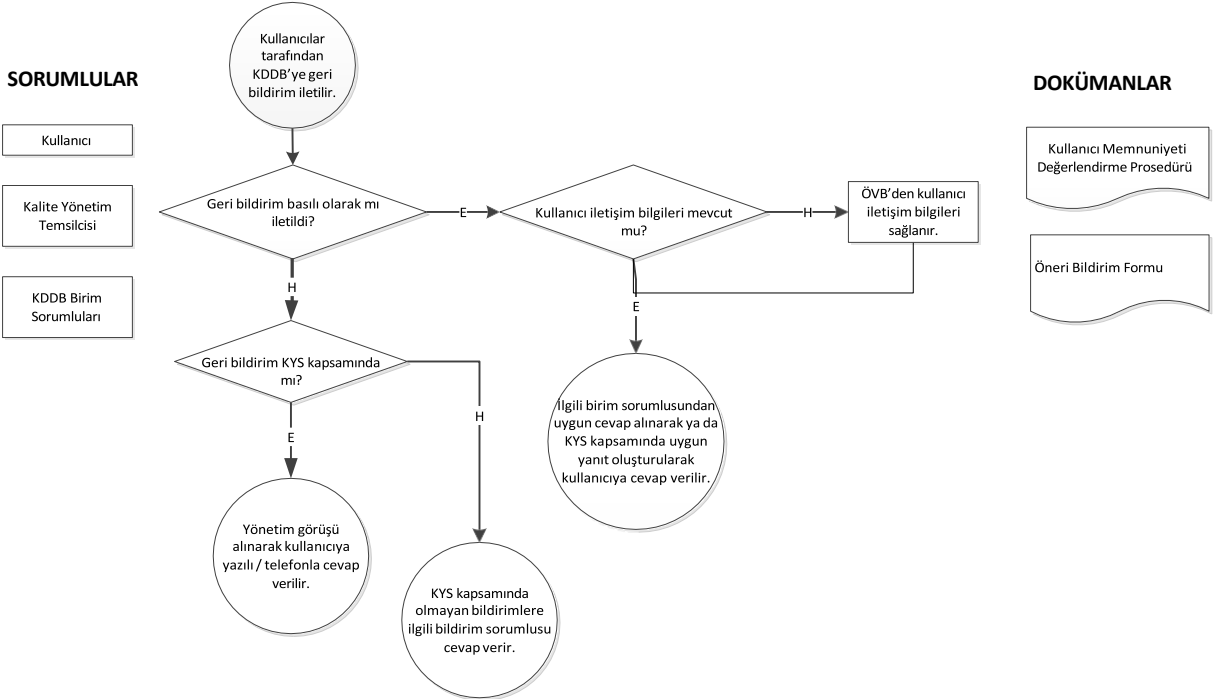 SORUMLULAR
Kullanıcı
Kalite Yönetim
Temsilcisi
KDDB Birim
Sorumluları
Kullanıcılar
tarafından
KDDB'ye geri
bildirim iletilir.
Geri bildirim basılı olarak mı
iletildi?
E
Kullanıcı iletişim bilgileri mevcut
mu?
H
ÖVB'den kullanıcı
iletişim bilgileri
sağlanır.
H
E
Geri bildirim KYS kapsamında
mı?
E
H
İlgili birim sorumlusundan
uygun cevap alınarak ya da
KYS kapsamında uygun
yanıt oluşturularak
kullanıcıya cevap verilir.
Yönetim görüşü
alınarak kullanıcıya
yazılı / telefonla cevap
verilir.
KYS kapsamında
olmayan bildirimlere
ilgili bildirim sorumlusu
cevap verir.
DOKÜMANLAR
Kullanıcı Memnuniyeti
Değerlendirme Prosedürü
Öneri Bildirim Formu